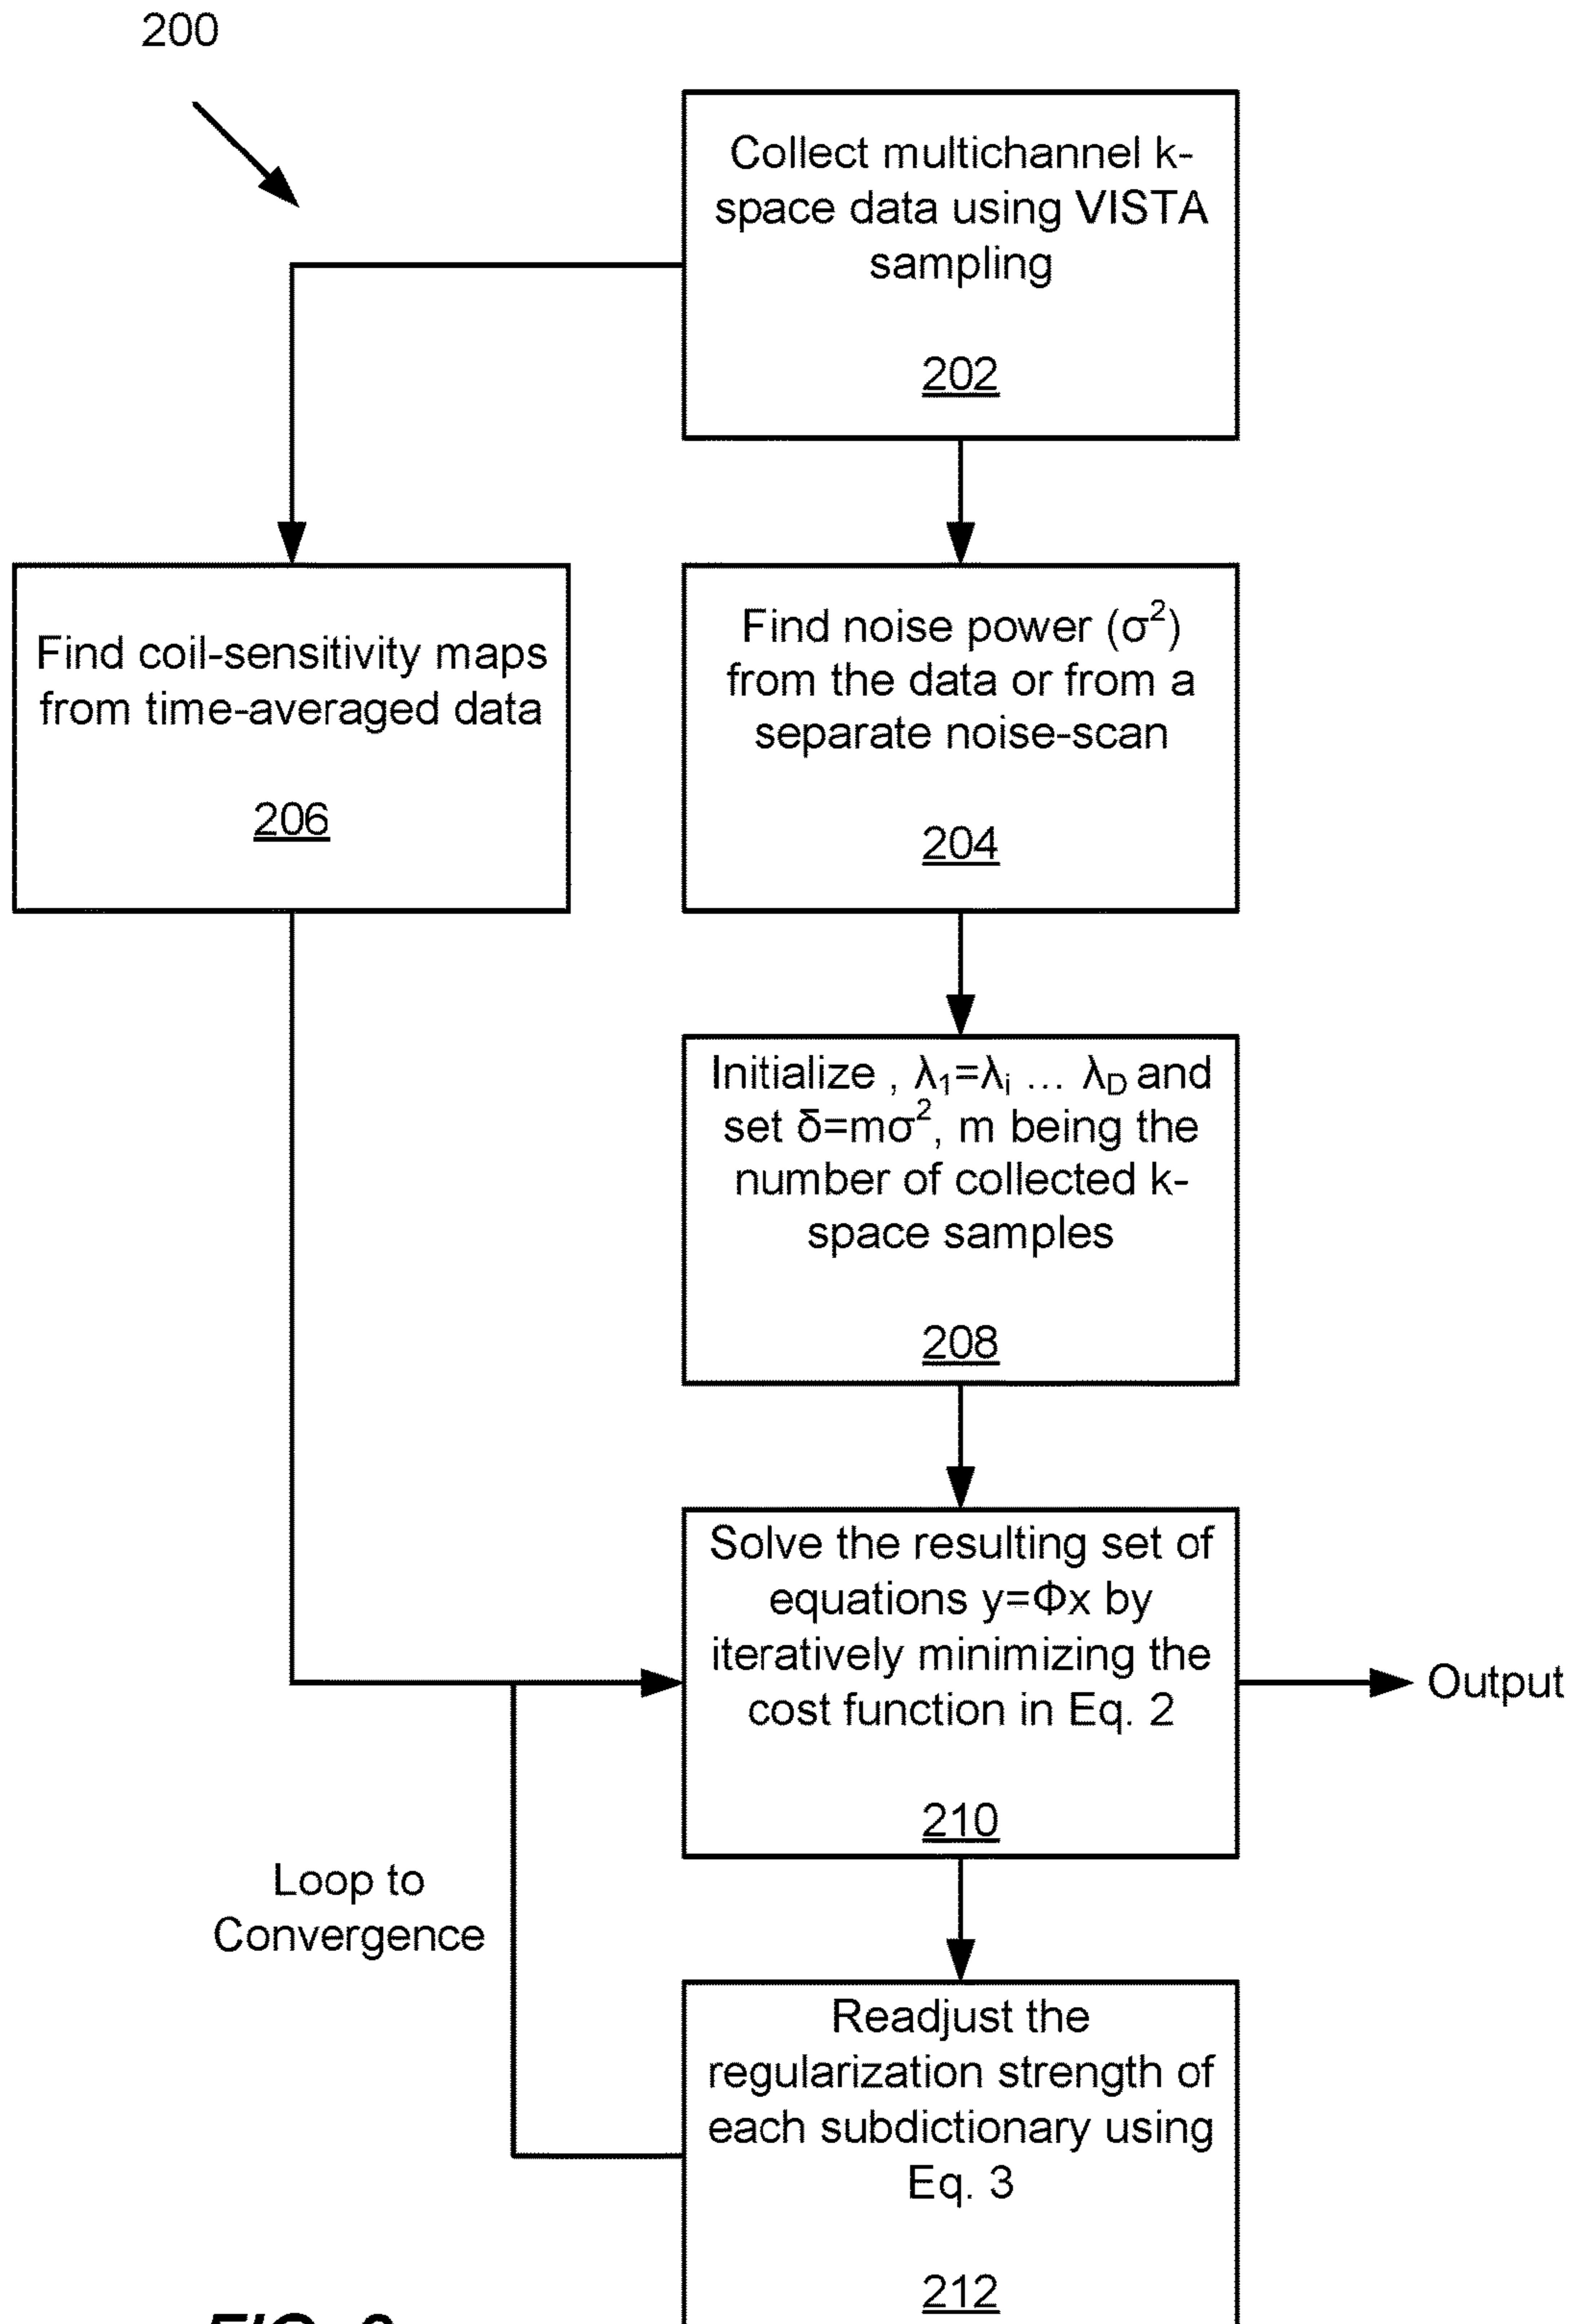 200
Collect multichannel k-
space data using VISTA
sampling
202
Find coil-sensitivity maps
from time-averaged data
206
Find noise power (σ²)
from the data or from a
separate noise-scan
204
Initialize , λ₁=λᵢ ... λ_D and
set δ=mσ², m being the
number of collected k-
space samples
208
Solve the resulting set of
equations y=Φx by
iteratively minimizing the
cost function in Eq. 2
210
Output
Loop to
Convergence
Readjust the
regularization strength of
each subdictionary using
Eq. 3
212
FIG.